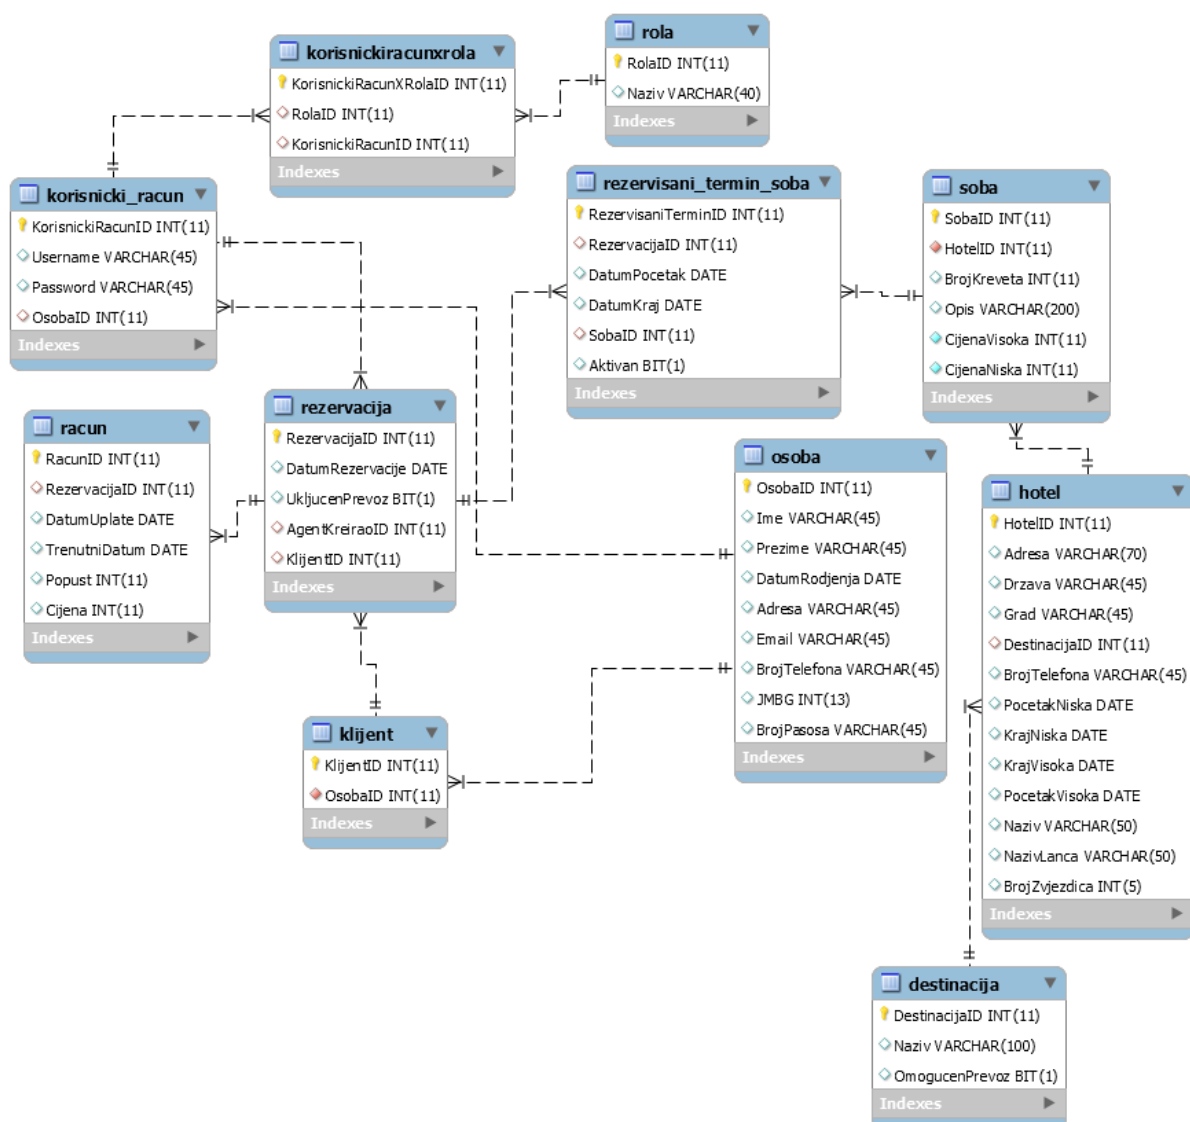 rola
RolaID INT(11)
Naziv VARCHAR(40)
Indexes
korisnickiracunxrola
KorisnickiRacunXRolaID INT(11)
RolaID INT(11)
KorisnickiRacunID INT(11)
Indexes
korisnicki_racun
KorisnickiRacunID INT(11)
Username VARCHAR(45)
Password VARCHAR(45)
OsobaID INT(11)
Indexes
rezervisani_termin_soba
RezervisaniTerminID INT(11)
RezervacijaID INT(11)
DatumPocetak DATE
DatumKraj DATE
SobaID INT(11)
Aktivan BIT(1)
Indexes
soba
SobaID INT(11)
HotelID INT(11)
BrojKreveta INT(11)
Opis VARCHAR(200)
CijenaVisoka INT(11)
CijenaNiska INT(11)
Indexes
racun
RacunID INT(11)
RezervacijaID INT(11)
DatumUplate DATE
TrenutniDatum DATE
Popust INT(11)
Cijena INT(11)
Indexes
rezervacija
RezervacijaID INT(11)
DatumRezervacije DATE
UkljucenPrevoz BIT(1)
AgentKreiraoID INT(11)
KlijentID INT(11)
Indexes
osoba
OsobaID INT(11)
Ime VARCHAR(45)
Prezime VARCHAR(45)
DatumRodjenja DATE
Adresa VARCHAR(45)
Email VARCHAR(45)
BrojTelefona VARCHAR(45)
JMBG INT(13)
BrojPasosa VARCHAR(45)
Indexes
hotel
HotelID INT(11)
Adresa VARCHAR(70)
Drzava VARCHAR(45)
Grad VARCHAR(45)
DestinacijaID INT(11)
BrojTelefona VARCHAR(45)
PocetakNiska DATE
KrajNiska DATE
KrajVisoka DATE
PocetakVisoka DATE
Naziv VARCHAR(50)
NazivLanca VARCHAR(50)
BrojZvjezdica INT(5)
Indexes
klijent
KlijentID INT(11)
OsobaID INT(11)
Indexes
destinacija
DestinacijaID INT(11)
Naziv VARCHAR(100)
OmogucenPrevoz BIT(1)
Indexes